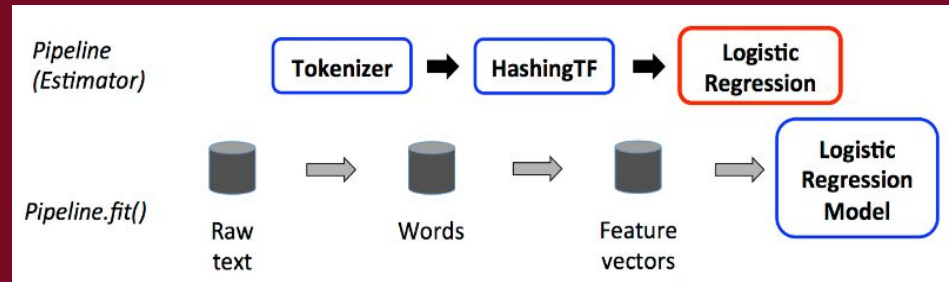 Pipeline
(Estimator)
Tokenizer
HashingTF
Logistic
Regression
Pipeline.fit()
Raw
text
Words
Feature
vectors
Logistic
Regression
Model